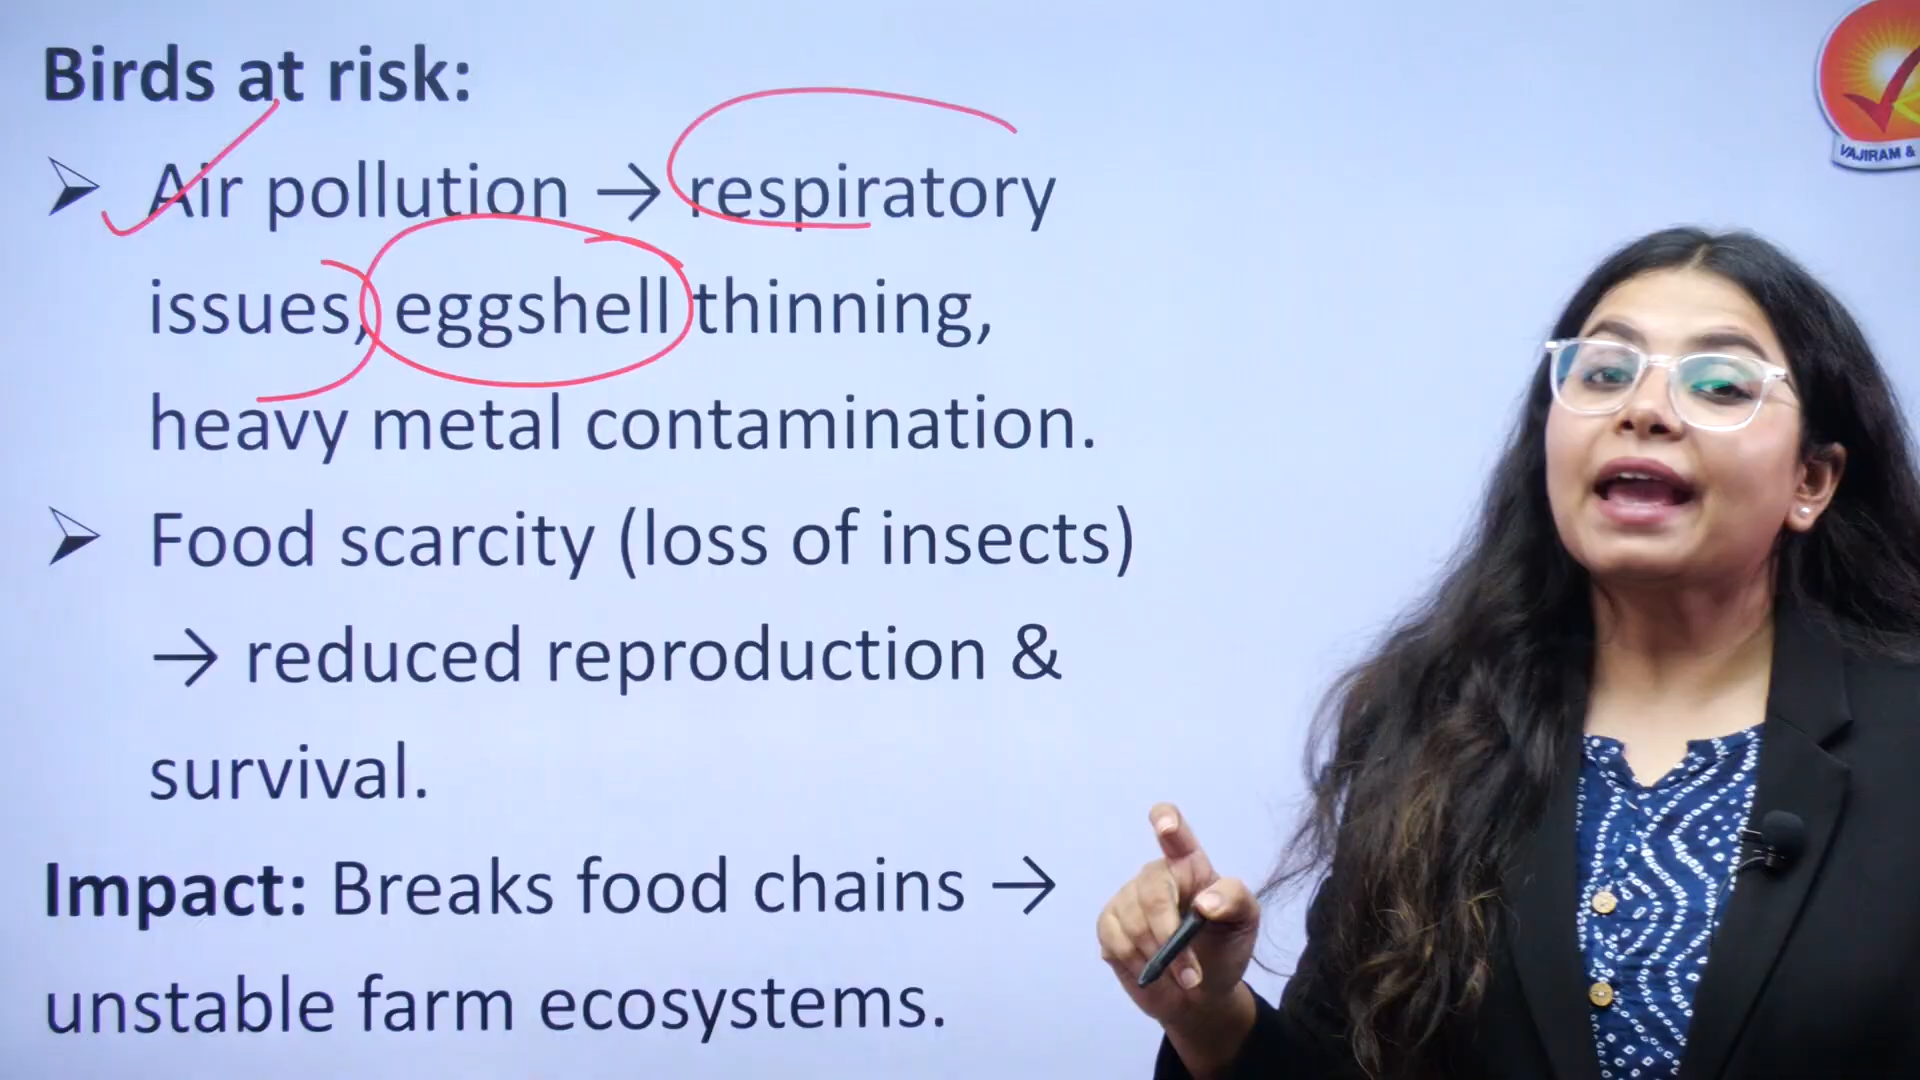 Birds at risk:
➢ Air pollution → respiratory
issues, eggshell thinning,
heavy metal contamination.
➢ Food scarcity (loss of insects)
→ reduced reproduction &
survival.
Impact: Breaks food chains →
unstable farm ecosystems.
VAJIRAM &